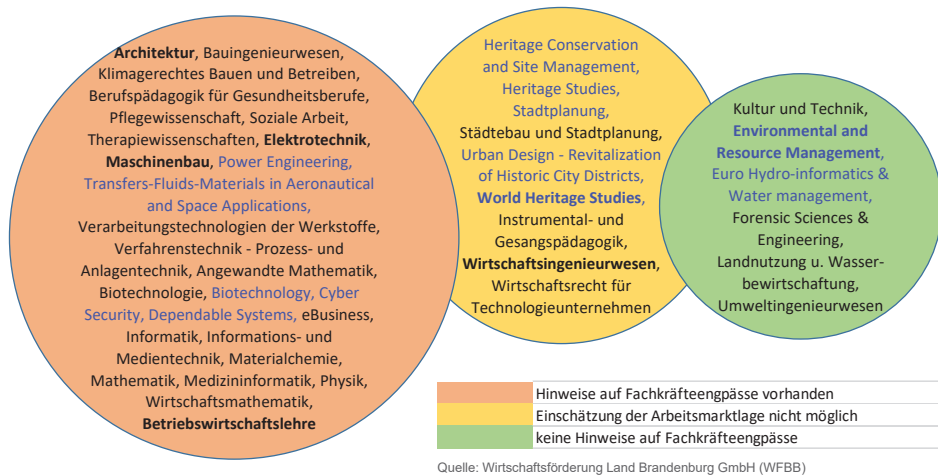 Architektur, Bauingenieurwesen,
Klimagerechtes Bauen und Betreiben,
Berufspädagogik für Gesundheitsberufe,
Pflegewissenschaft, Soziale Arbeit,
Therapiewissenschaften, Elektrotechnik,
Maschinenbau, Power Engineering,
Transfers-Fluids-Materials in Aeronautical
and Space Applications,
Verarbeitungstechnologien der Werkstoffe,
Verfahrenstechnik - Prozess- und
Anlagentechnik, Angewandte Mathematik,
Biotechnologie, Biotechnology, Cyber
Security, Dependable Systems, eBusiness,
Informatik, Informations- und
Medientechnik, Materialchemie,
Mathematik, Medizininformatik, Physik,
Wirtschaftsmathematik,
Betriebswirtschaftslehre
Heritage Conservation
and Site Management,
Heritage Studies,
Stadtplanung,
Städtebau und Stadtplanung,
Urban Design - Revitalization
of Historic City Districts,
World Heritage Studies,
Instrumental- und
Gesangspädagogik,
Wirtschaftsingenieurwesen,
Wirtschaftsrecht für
Technologieunternehmen
Kultur und Technik,
Environmental and
Resource Management,
Euro Hydro-informatics &
Water management,
Forensic Sciences &
Engineering,
Landnutzung u. Wasser-
bewirtschaftung,
Umweltingenieurwesen
Hinweise auf Fachkräfteengpässe vorhanden
Einschätzung der Arbeitsmarktlage nicht möglich
keine Hinweise auf Fachkräfteengpässe
Quelle: Wirtschaftsförderung Land Brandenburg GmbH (WFBB)